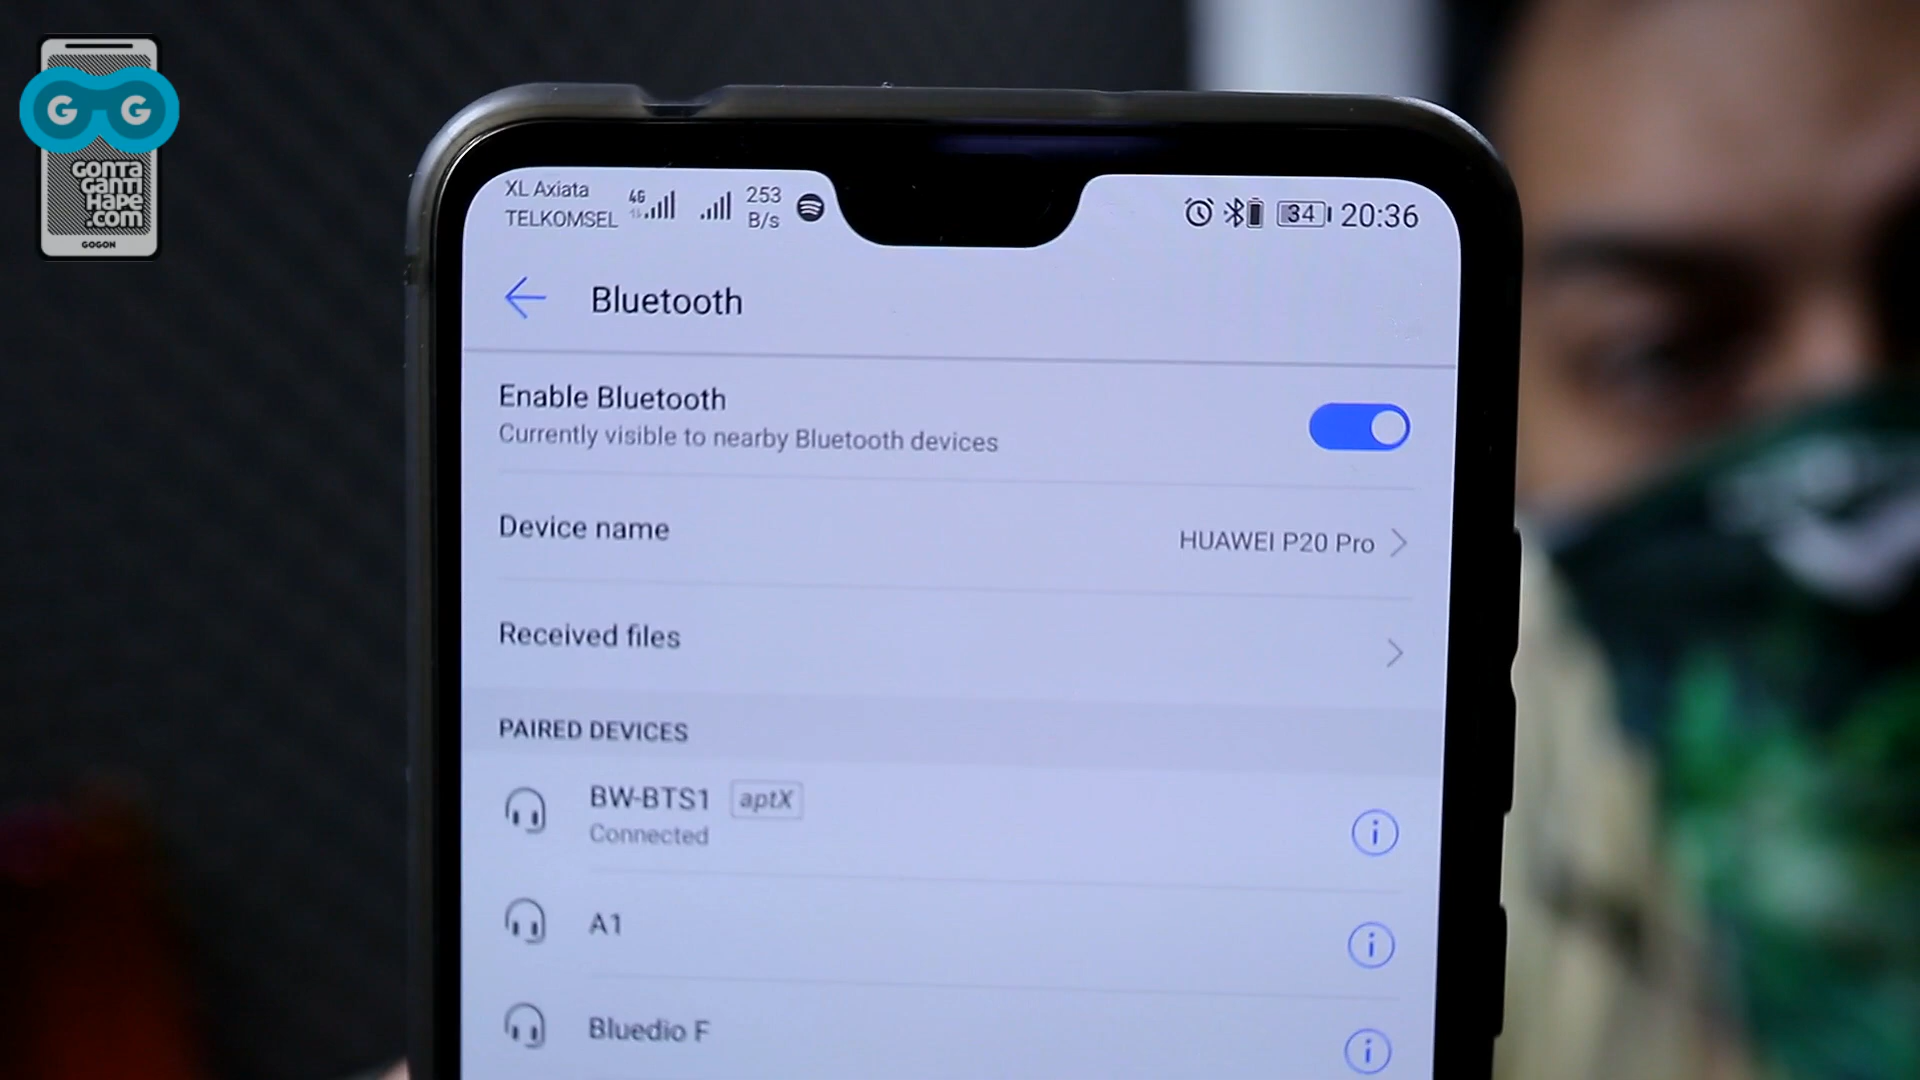 G G
GONTA
GANTI
HAPE
.com
GOGON
XL Axiata
TELKOMSEL
4G
253
B/s
34
20:36
Bluetooth
Enable Bluetooth
Currently visible to nearby Bluetooth devices
Device name
HUAWEI P20 Pro
Received files
PAIRED DEVICES
BW-BTS1 aptX
Connected
A1
Bluedio F